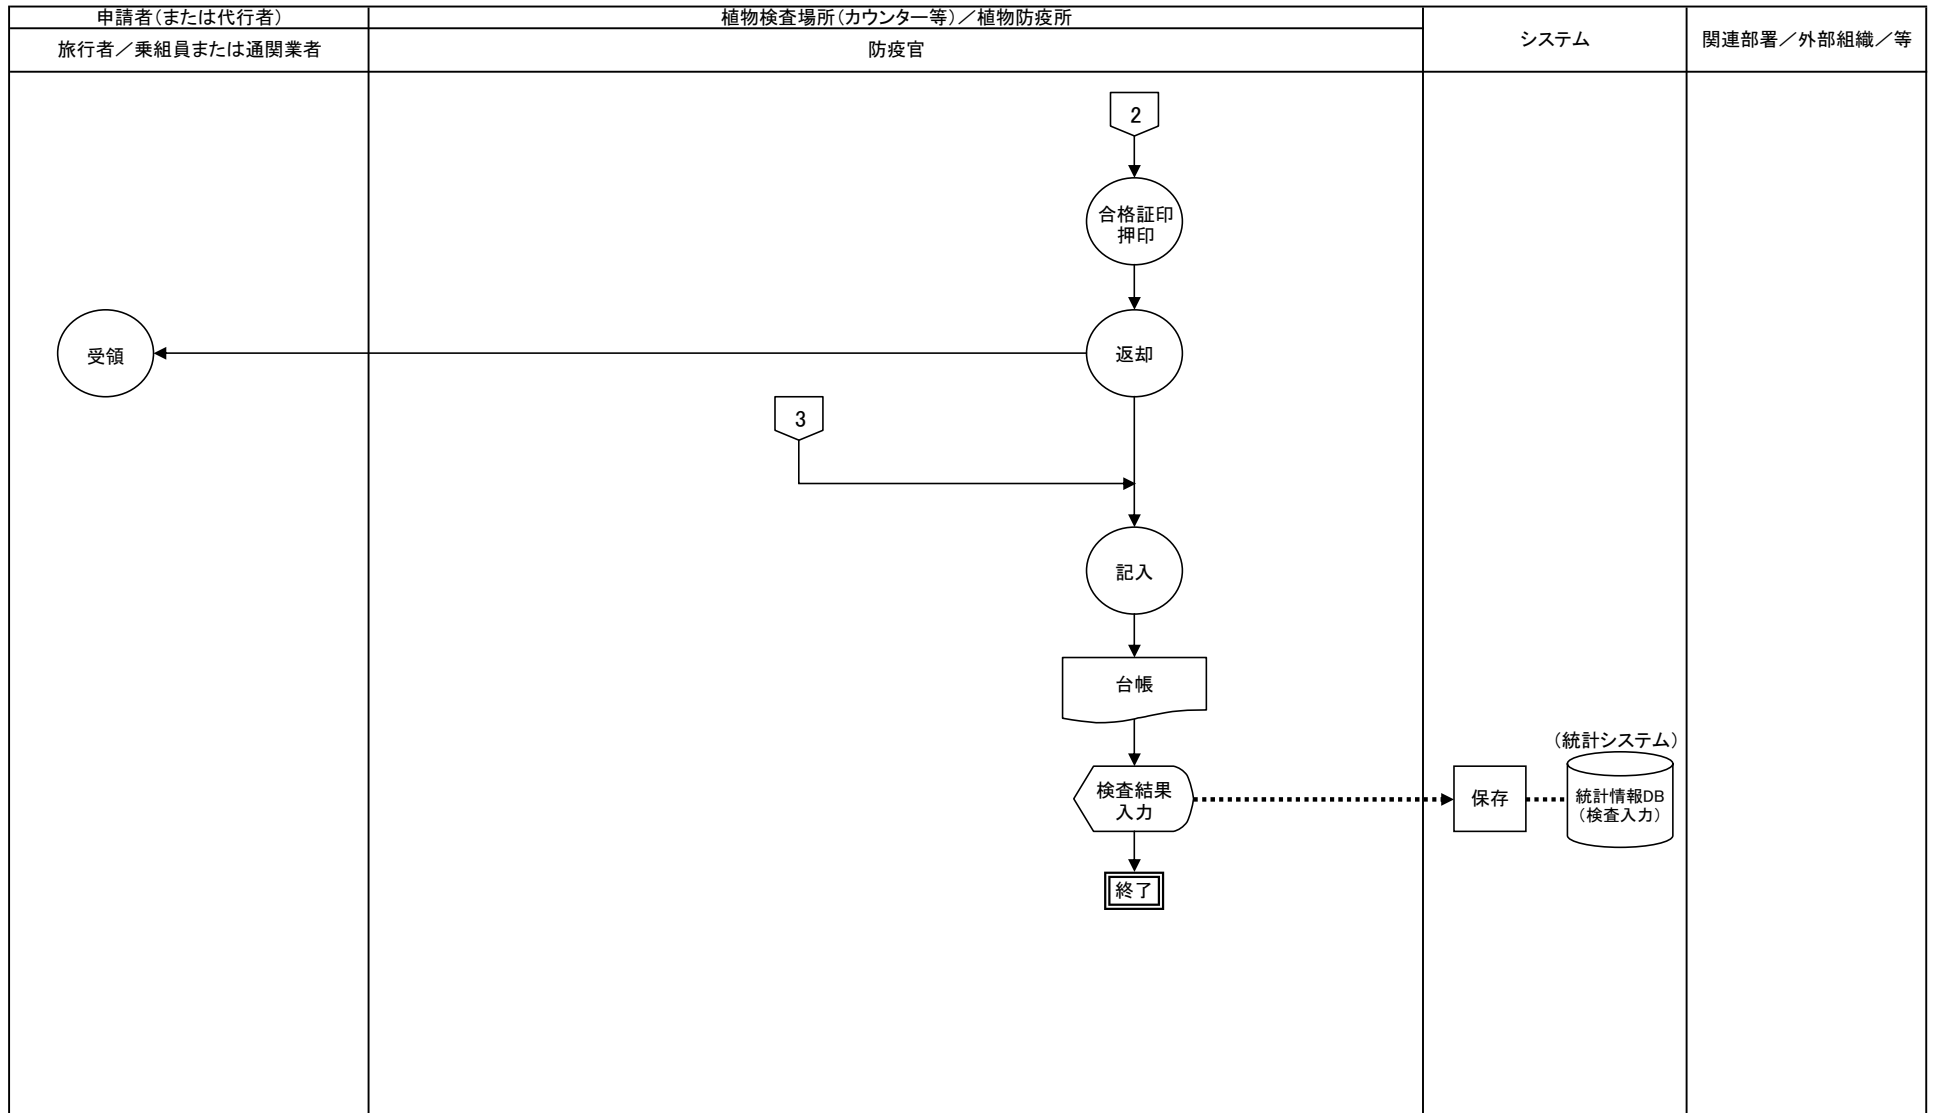 申請者(または代行者)
植物検査場所(カウンター等)／植物防疫所
システム
関連部署／外部組織／等
旅行者／乗組員または通関業者
防疫官
2
合格証印
押印
受領
返却
3
記入
台帳
(統計システム)
検査結果
入力
保存
統計情報DB
(検査入力)
終了